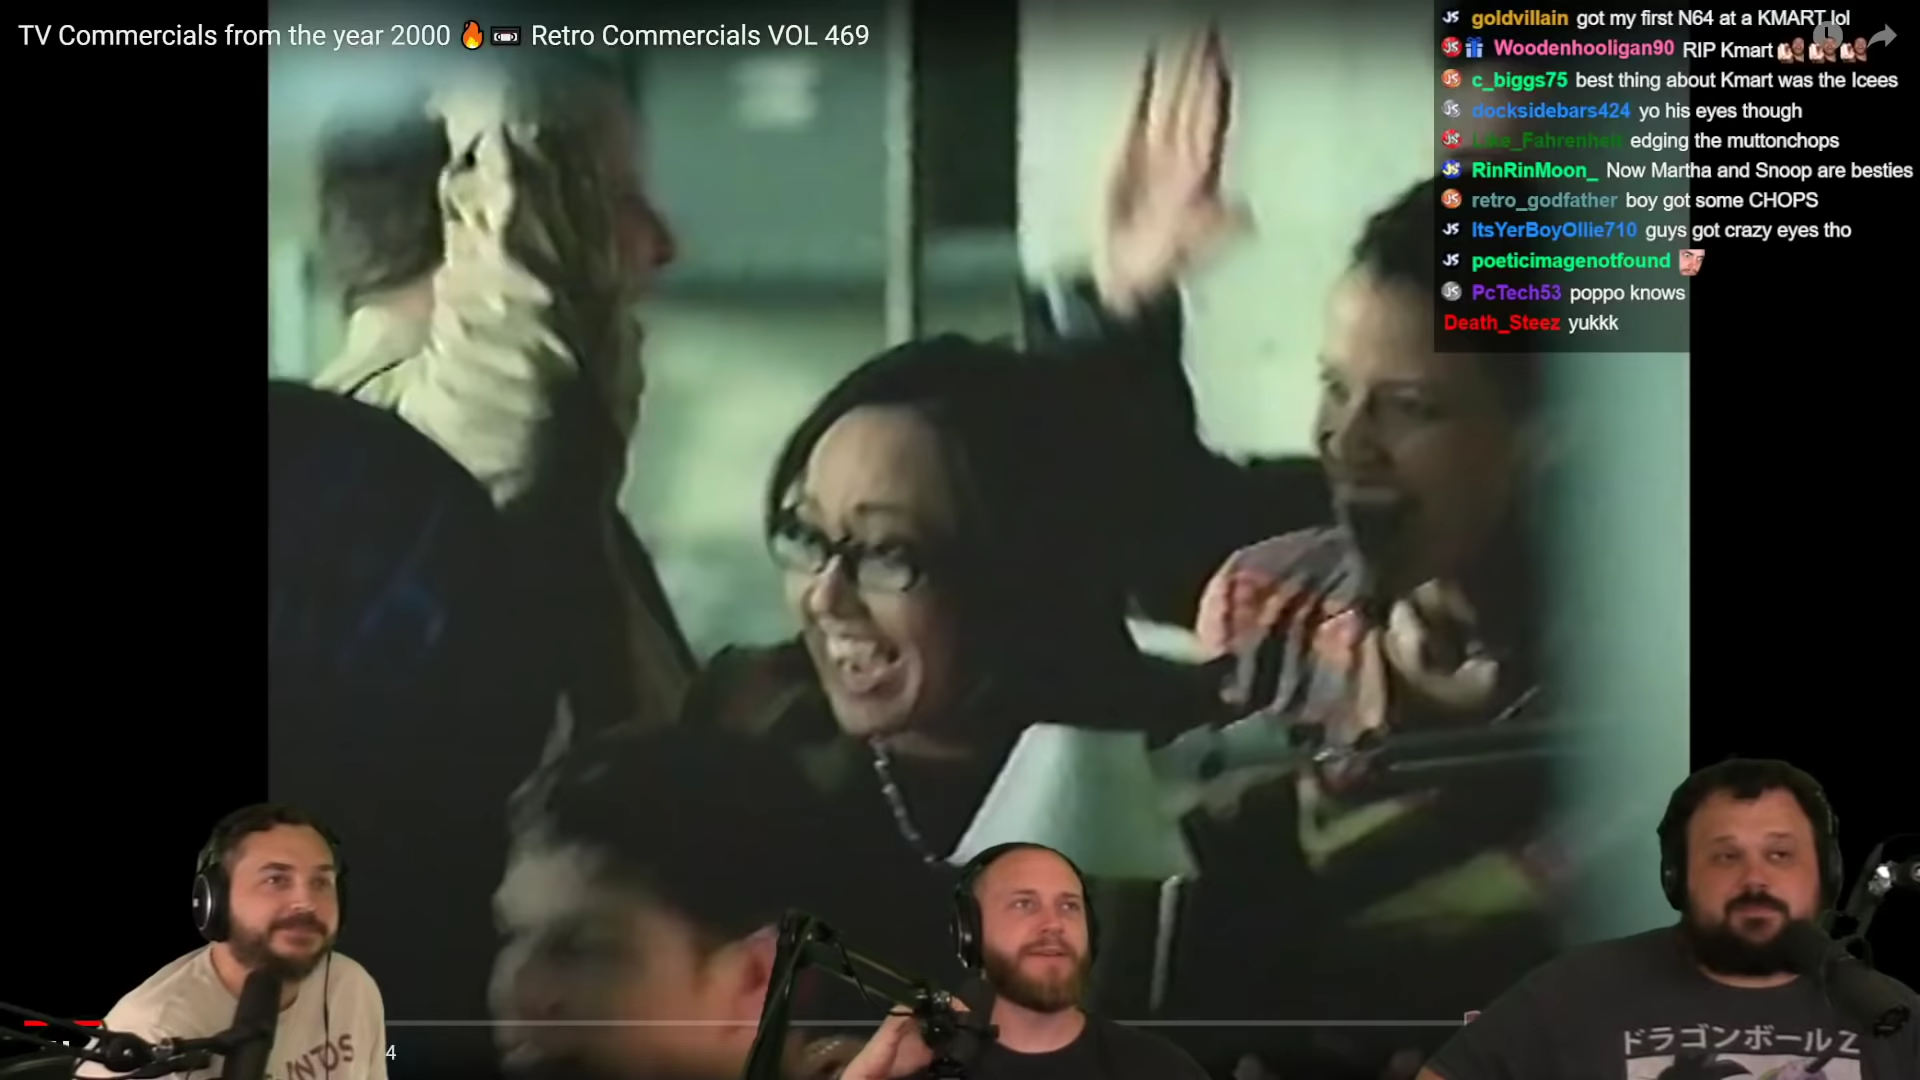 TV Commercials from the year 2000 🔥📼 Retro Commercials VOL 469
goldvillain got my first N64 at a KMART lol
Woodenhooligan90 RIP Kmart
c_biggs75 best thing about Kmart was the Icees
docksidebars424 yo his eyes though
Like_Fahrenheit edging the muttonchops
RinRinMoon_ Now Martha and Snoop are besties
retro_godfather boy got some CHOPS
ItsYerBoyOllie710 guys got crazy eyes tho
poeticimagenotfound
PcTech53 poppo knows
Death_Steez yukkk
4
ドラゴンボールZ